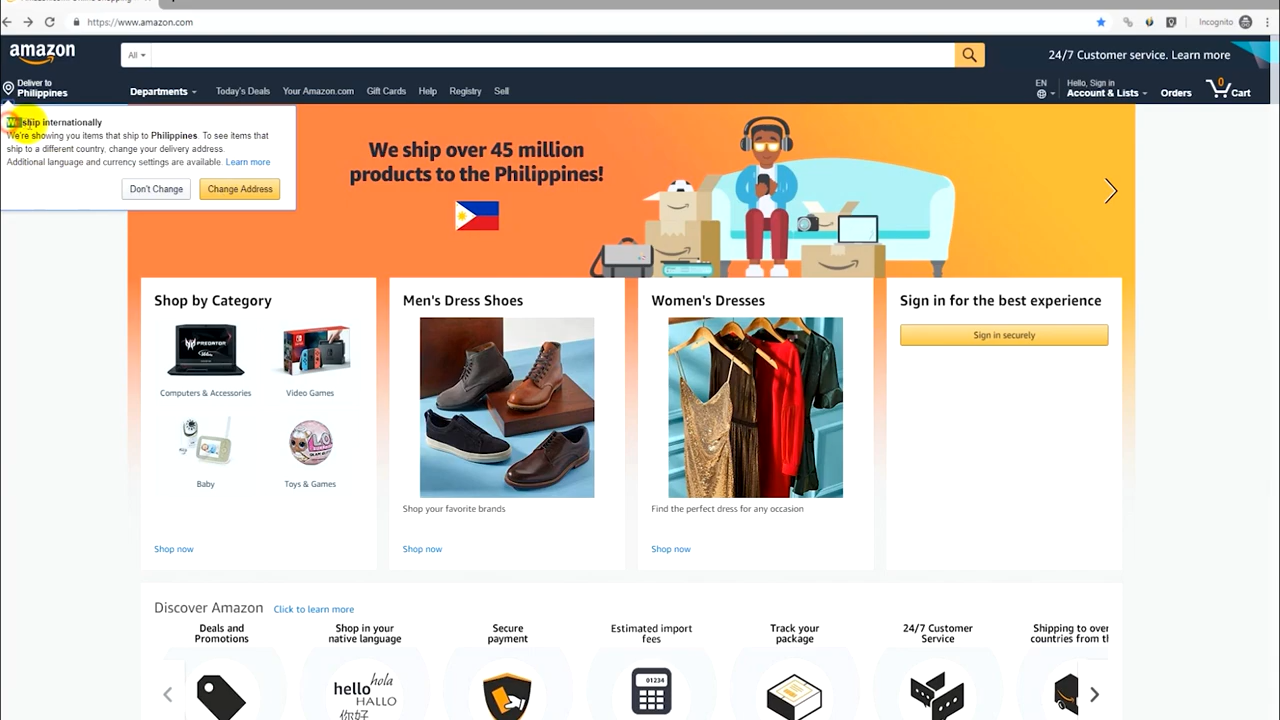 https://www.amazon.com
Incognito
amazon
All
24/7 Customer service. Learn more
Deliver to
Philippines
Departments
Today's Deals
Your Amazon.com
Gift Cards
Help
Registry
Sell
EN
Hello, Sign in
Account & Lists
Orders
0
Cart
We ship internationally
We're showing you items that ship to Philippines. To see items that
ship to a different country, change your delivery address.
Additional language and currency settings are available. Learn more
Don't Change
Change Address
We ship over 45 million
products to the Philippines!
Shop by Category
PREDATOR
Computers & Accessories
Video Games
Baby
Toys & Games
Shop now
Men's Dress Shoes
Shop your favorite brands
Shop now
Women's Dresses
Find the perfect dress for any occasion
Shop now
Sign in for the best experience
Sign in securely
Discover Amazon
Click to learn more
Deals and
Promotions
Shop in your
native language
Secure
payment
Estimated import
fees
Track your
package
24/7 Customer
Service
Shipping to over
countries from th
hola
hello
HALLO
你好
01234